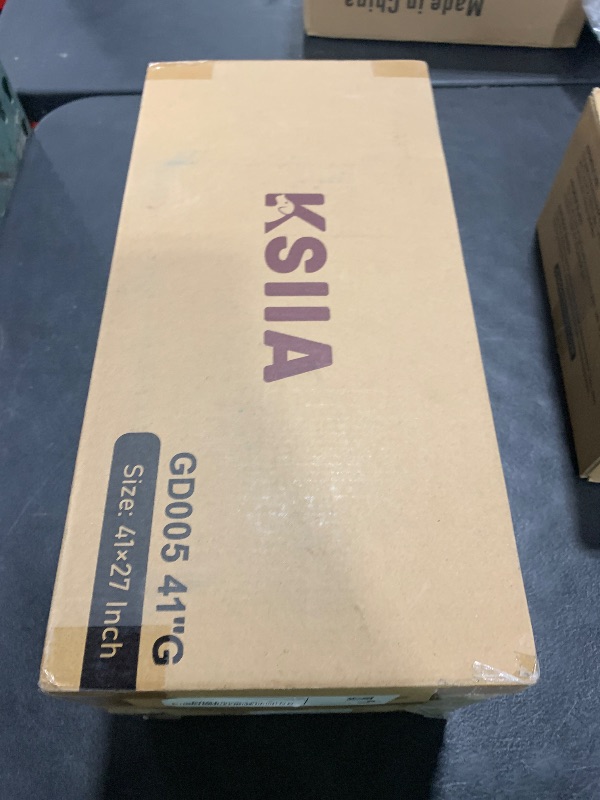 KSIIA
GD005 41"G
Size: 41×27 Inch
Made in China